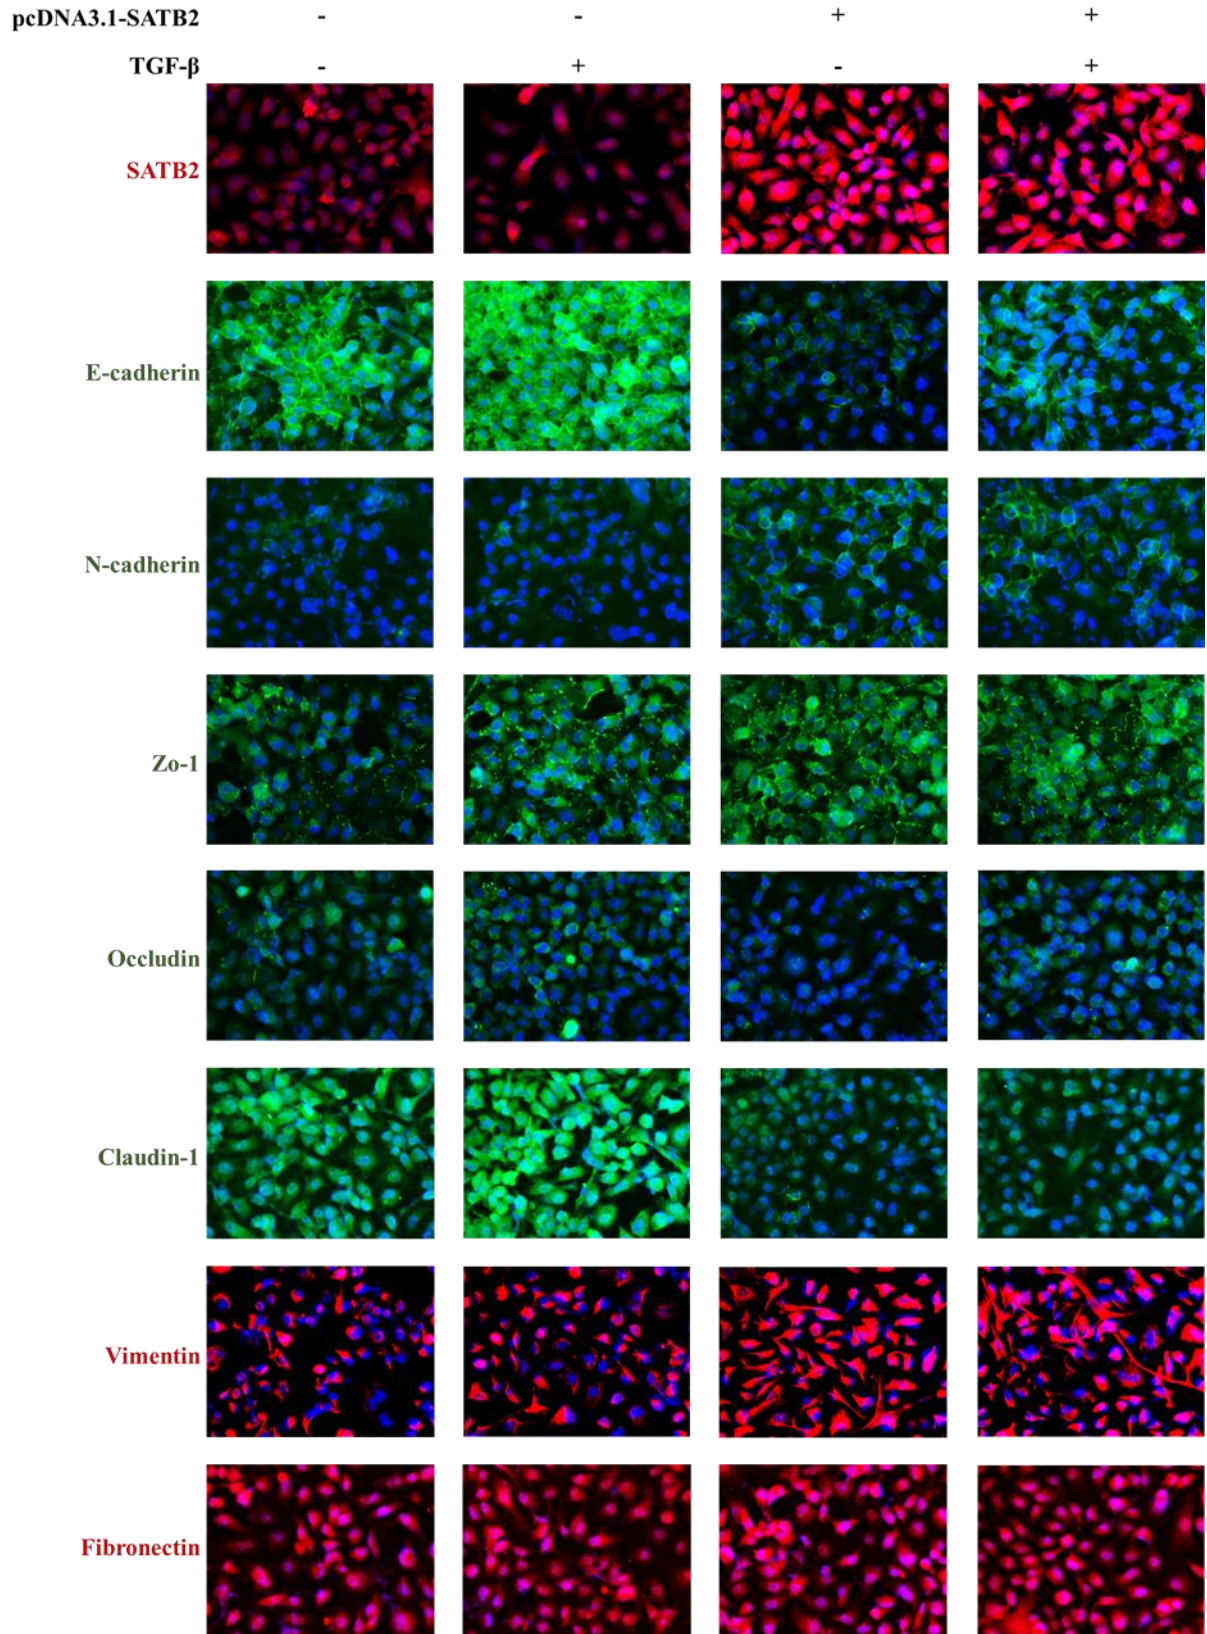 pcDNA3.1-SATB2 - - + +
TGF-β - + - +
SATB2
E-cadherin
N-cadherin
Zo-1
Occludin
Claudin-1
Vimentin
Fibronectin